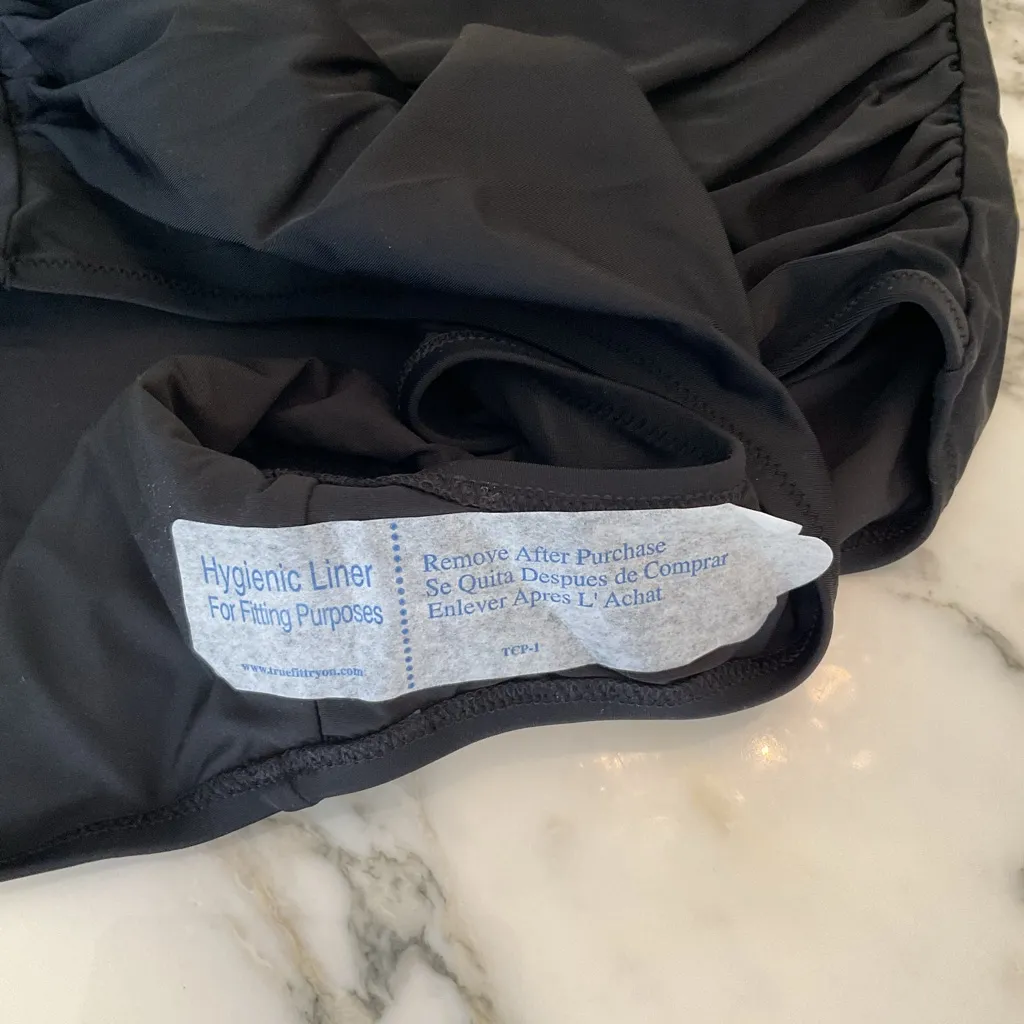 Hygienic Liner
For Fitting Purposes
www.truefittryon.com
Remove After Purchase
Se Quita Despues de Comprar
Enlever Apres L' Achat
TCP-1